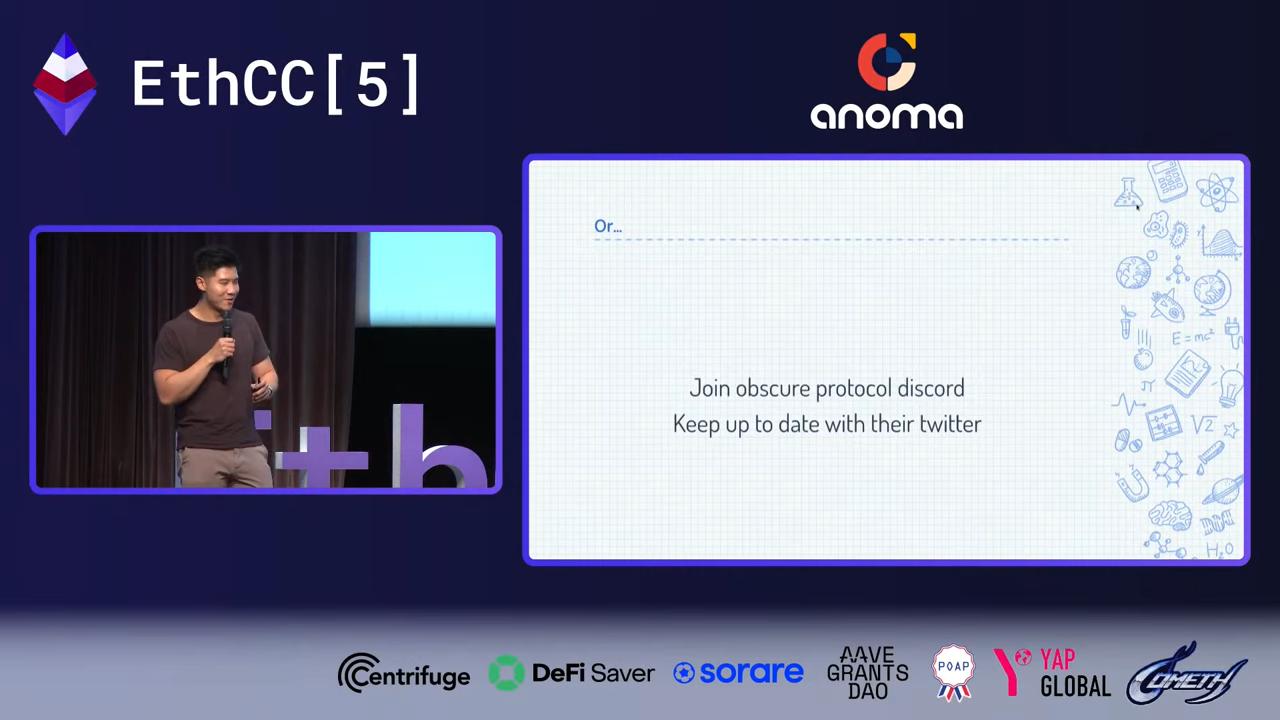 EthCC[5]
anoma
Or...
Join obscure protocol discord
Keep up to date with their twitter
E=mc²
π
√2
H₂O
th
Centrifuge
DeFi Saver
sorare
AAVE
GRANTS
DAO
POAP
YAP
GLOBAL
COMETH